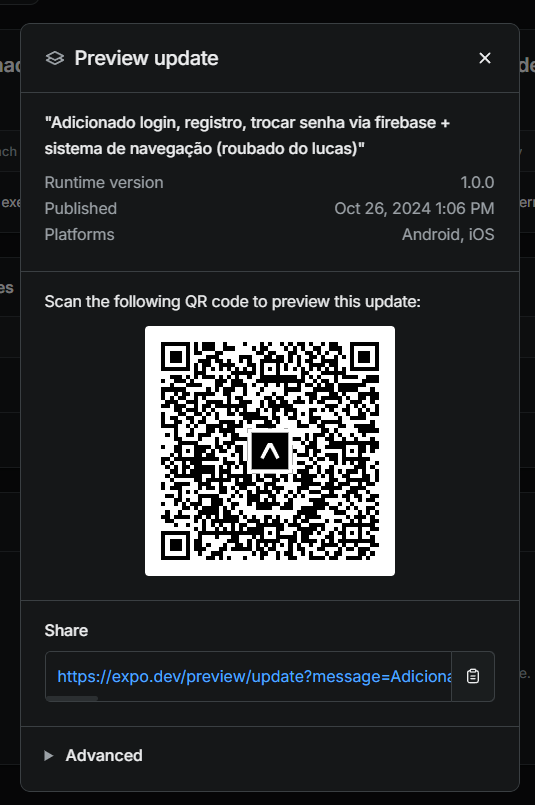 Preview update
"Adicionado login, registro, trocar senha via firebase +
sistema de navegação (roubado do lucas)"
Runtime version 1.0.0
Published Oct 26, 2024 1:06 PM
Platforms Android, iOS
Scan the following QR code to preview this update:
Share
https://expo.dev/preview/update?message=Adiciona
Advanced